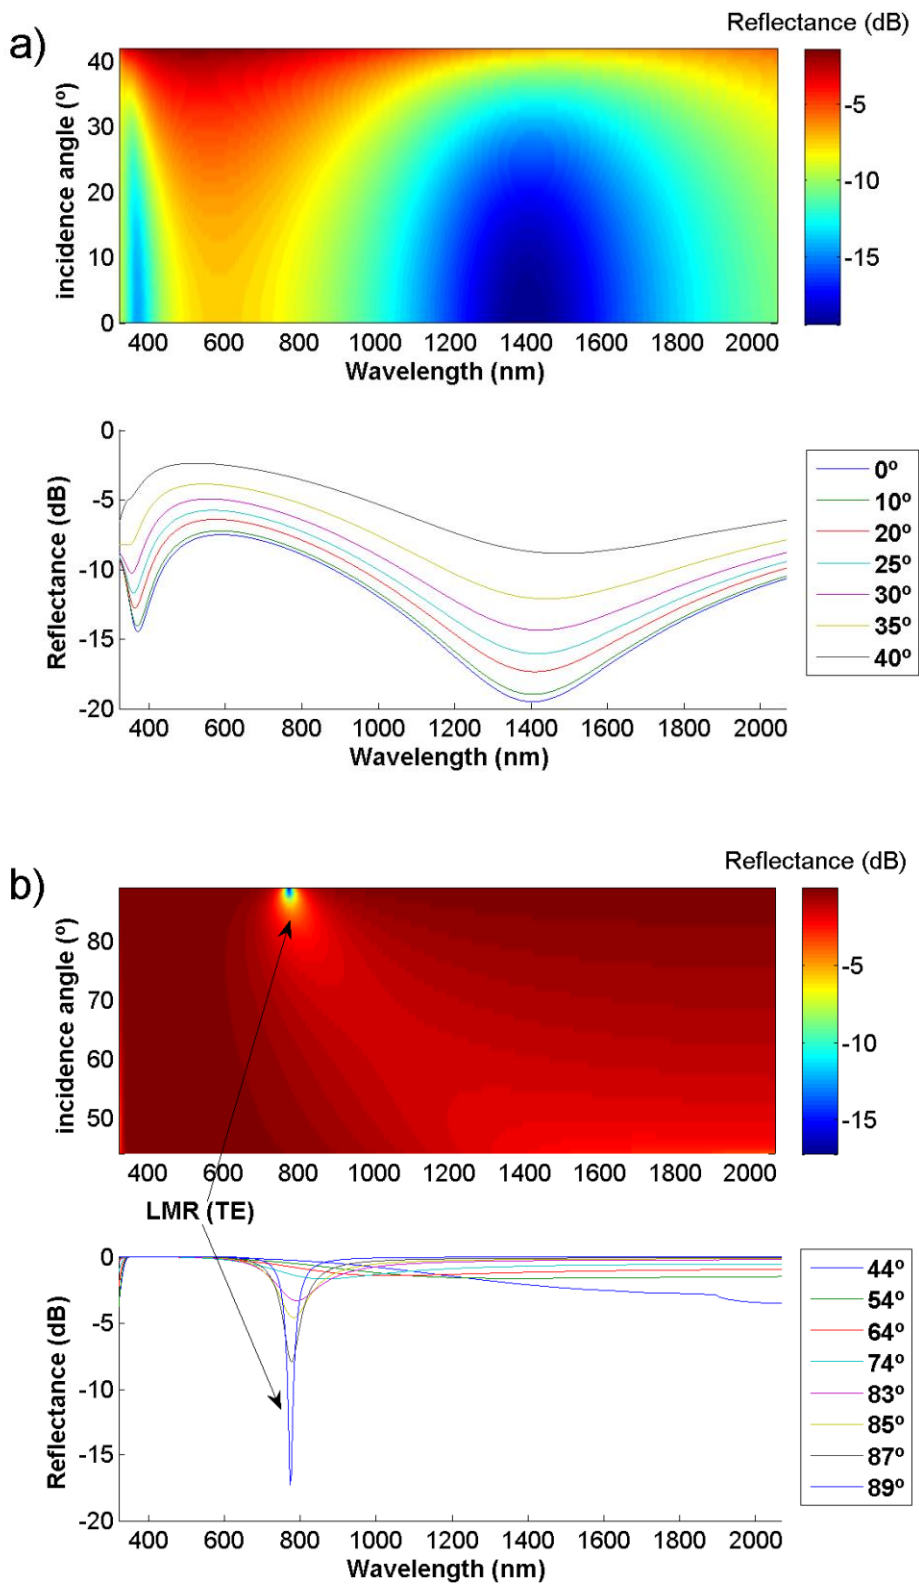 a)
Reflectance (dB)
incidence angle (º)
40
30
20
10
0
400 600 800 1000 1200 1400 1600 1800 2000
Wavelength (nm)
-5
-10
-15
Reflectance (dB)
0
-5
-10
-15
-20
400 600 800 1000 1200 1400 1600 1800 2000
Wavelength (nm)
0º
10º
20º
25º
30º
35º
40º
b)
Reflectance (dB)
incidence angle (º)
80
70
60
50
400 600 800 1000 1200 1400 1600 1800 2000
-5
-10
-15
LMR (TE)
Reflectance (dB)
0
-5
-10
-15
-20
400 600 800 1000 1200 1400 1600 1800 2000
Wavelength (nm)
44º
54º
64º
74º
83º
85º
87º
89º